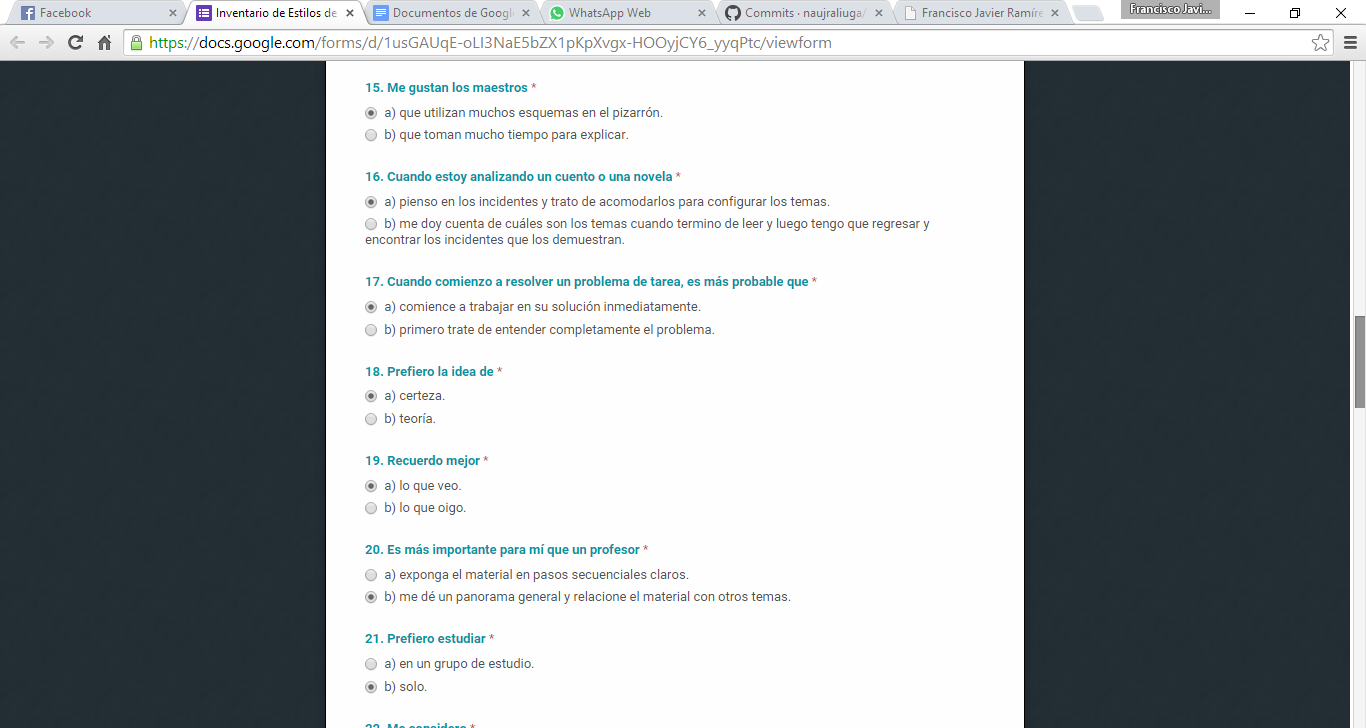 Facebook
Inventario de Estilos de
Documentos de Google
WhatsApp Web
Commits · naujraliuga/
Francisco Javier Ramíre
Francisco Javi...
https://docs.google.com/forms/d/1usGAUqE-oLI3NaE5bZX1pKpXvgx-HOOyjCY6_yyqPtc/viewform
15. Me gustan los maestros *
a) que utilizan muchos esquemas en el pizarrón.
b) que toman mucho tiempo para explicar.
16. Cuando estoy analizando un cuento o una novela *
a) pienso en los incidentes y trato de acomodarlos para configurar los temas.
b) me doy cuenta de cuáles son los temas cuando termino de leer y luego tengo que regresar y
encontrar los incidentes que los demuestran.
17. Cuando comienzo a resolver un problema de tarea, es más probable que *
a) comience a trabajar en su solución inmediatamente.
b) primero trate de entender completamente el problema.
18. Prefiero la idea de *
a) certeza.
b) teoría.
19. Recuerdo mejor *
a) lo que veo.
b) lo que oigo.
20. Es más importante para mí que un profesor *
a) exponga el material en pasos secuenciales claros.
b) me dé un panorama general y relacione el material con otros temas.
21. Prefiero estudiar *
a) en un grupo de estudio.
b) solo.
22. Me considero *